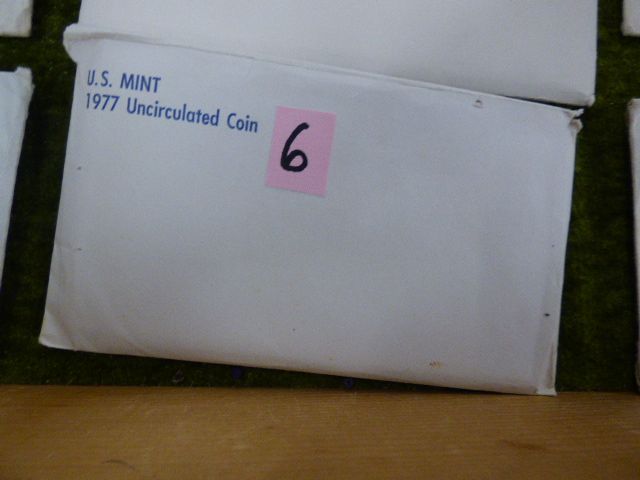 U.S. MINT
1977 Uncirculated Coin
6